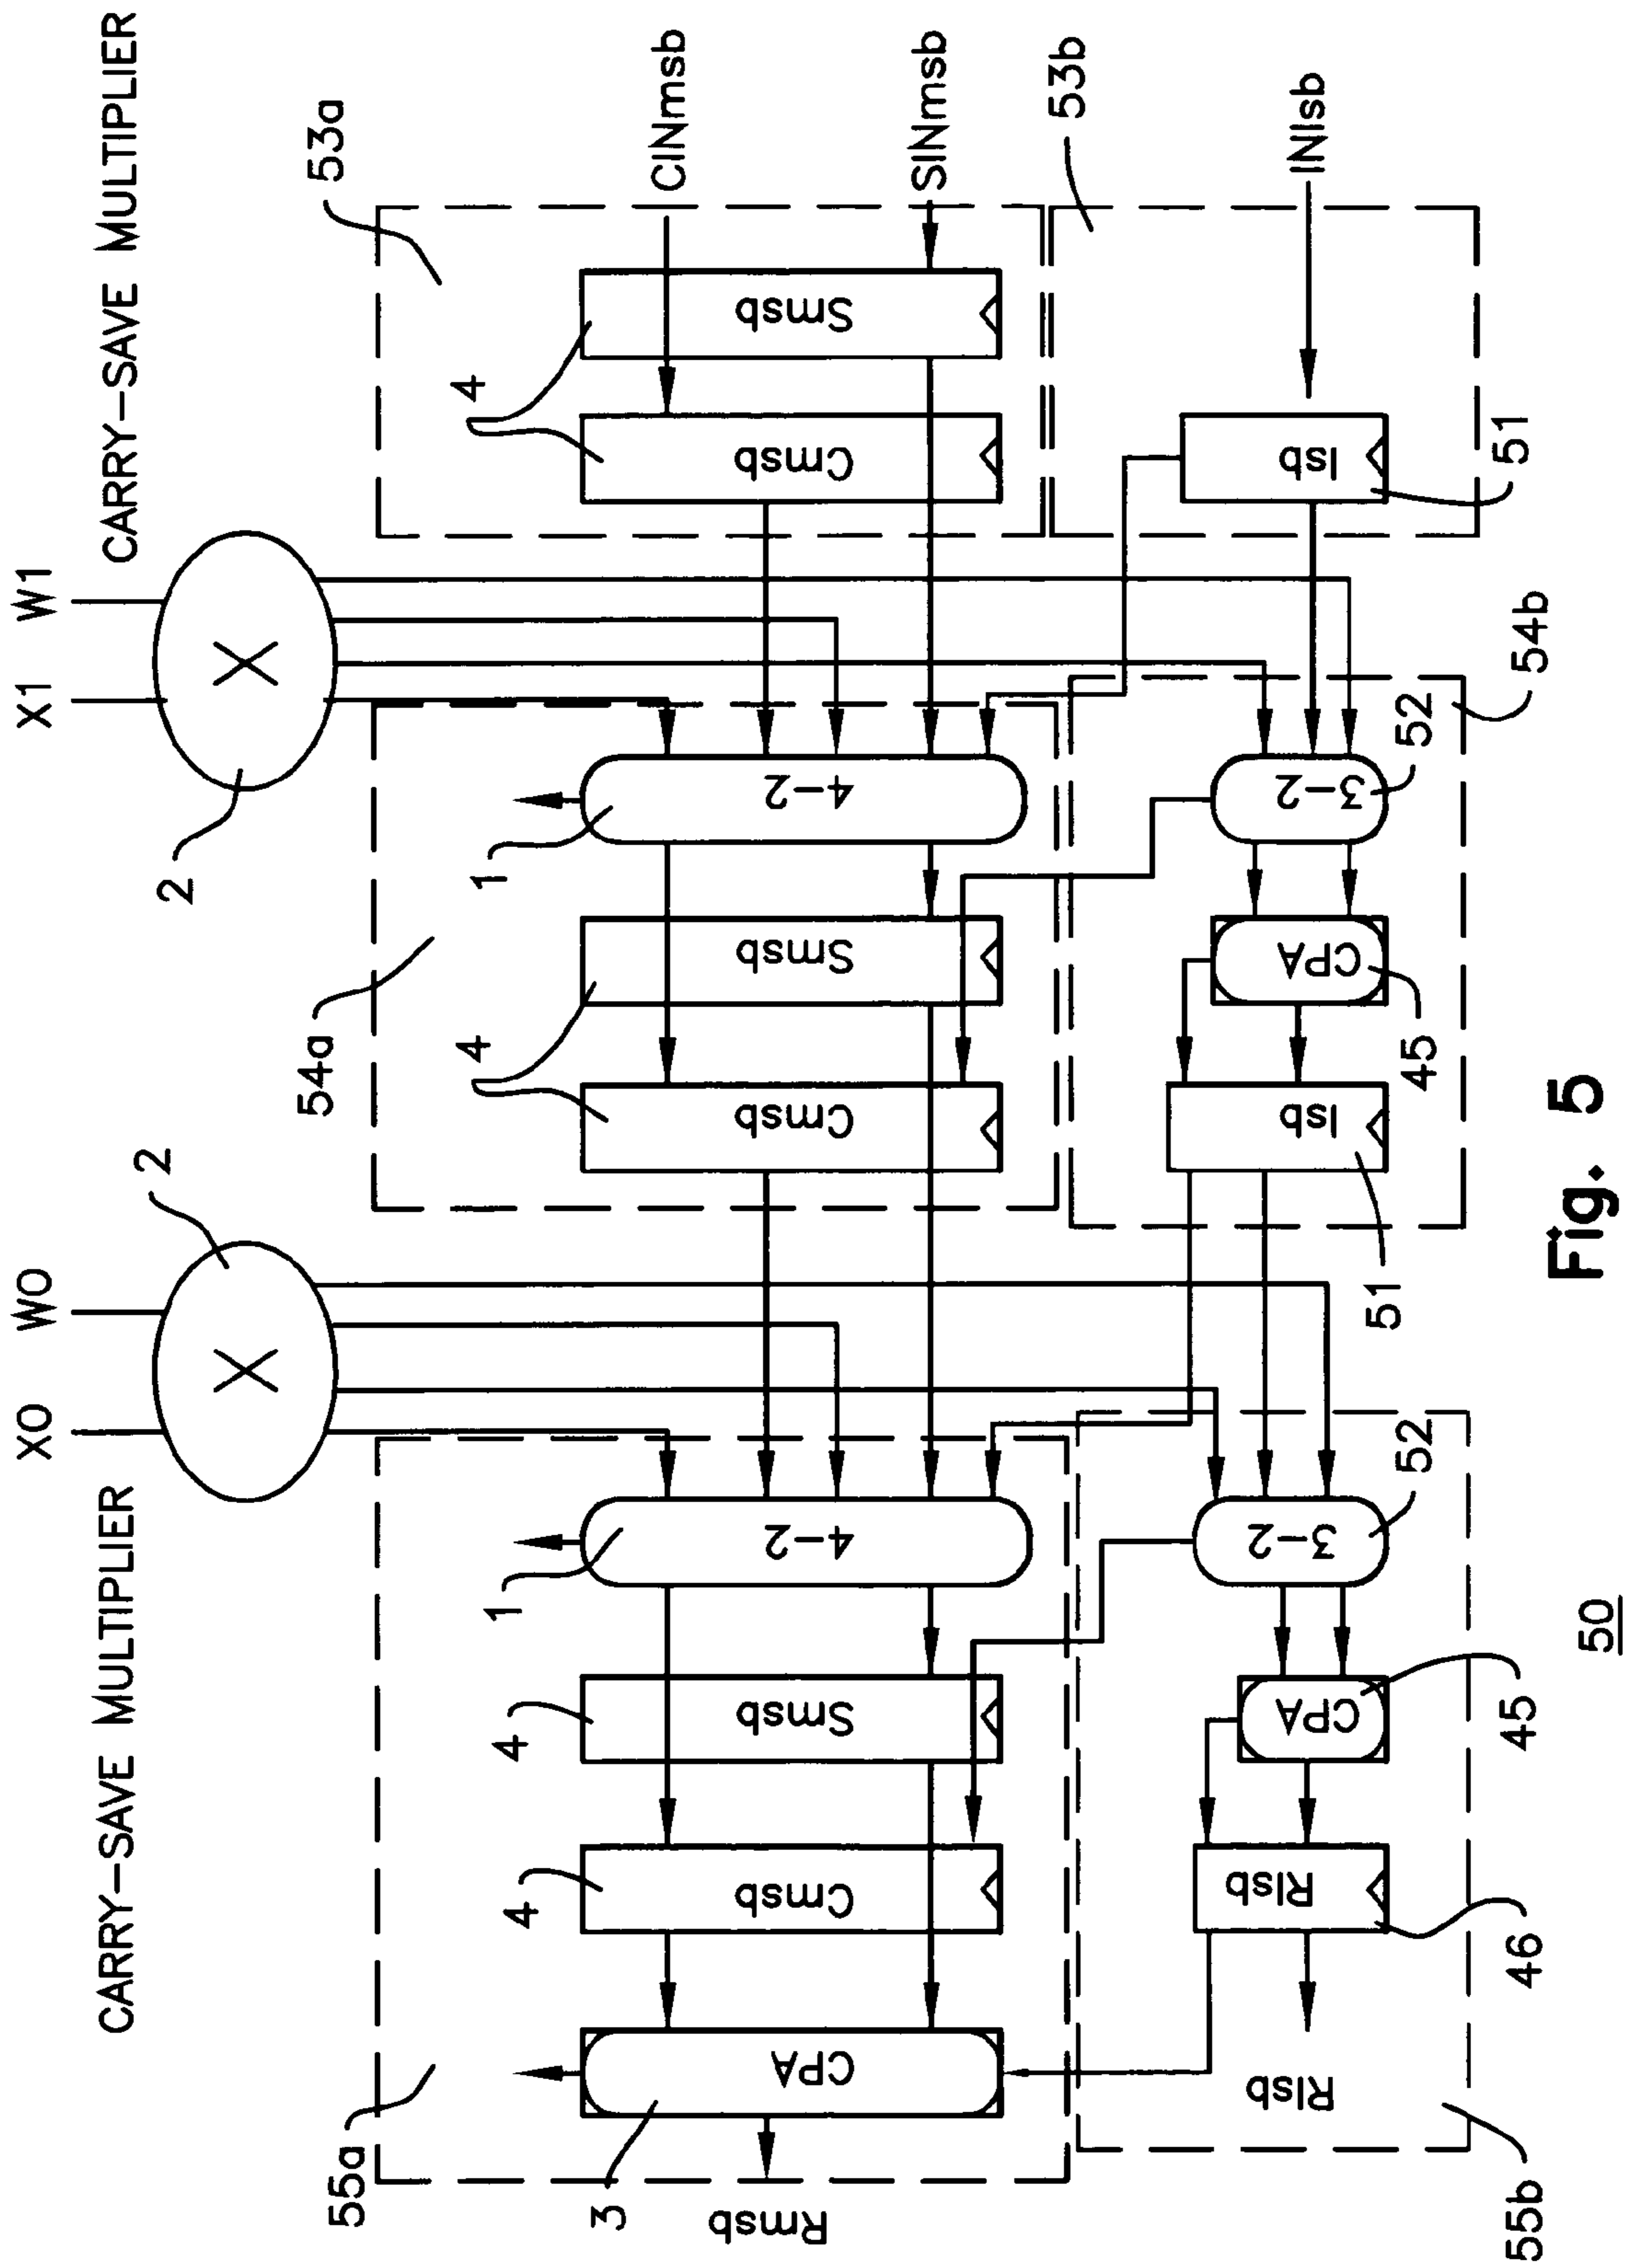 CARRY-SAVE MULTIPLIER
X0
W0
X
2
CARRY-SAVE MULTIPLIER
X1
W1
X
2
55a
3
CPA
Rmsb
4
Cmsb
4
Smsb
1
4-2
54a
4
Cmsb
Smsb
1
4-2
53a
4
Cmsb
Smsb
CINmsb
SINmsb
55b
Rlsb
Rlsb
46
CPA
45
3-2
52
51
lsb
CPA
45
3-2
52
54b
lsb
51
53b
INlsb
50
Fig. 5